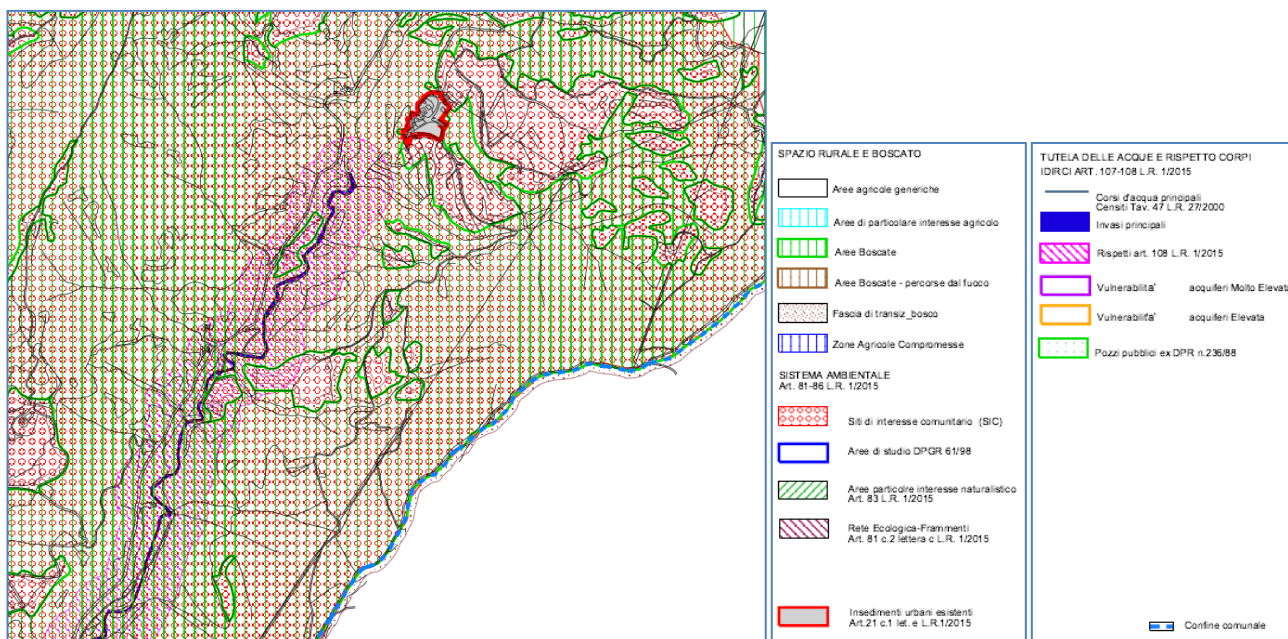 SPAZIO RURALE E BOSCATO
Aree agricole generiche
Aree di particolare interesse agricolo
Aree Boscate
Aree Boscate - percorse dal fuoco
Fascia di transiz_bosco
Zone Agricole Compromesse
SISTEMA AMBIENTALE
Art. 81-86 L.R. 1/2015
Siti di interesse comunitario (SIC)
Aree di studio DPGR 61/98
Aree particolre interesse naturalistico
Art. 83 L.R. 1/2015
Rete Ecologica-Frammenti
Art. 81 c.2 lettera c L.R. 1/2015
Insedimenti urbani esistenti
Art.21 c.1 let. e L.R.1/2015
TUTELA DELLE ACQUE E RISPETTO CORPI
IDIRCI ART. 107-108 L.R. 1/2015
Corsi d'acqua principali
Censiti Tav. 47 L.R. 27/2000
Invasi principali
Rispetti art. 108 L.R. 1/2015
Vulnerabilita' acquiferi Molto Elevata
Vulnerabilita' acquiferi Elevata
Pozzi pubblici ex DPR n.236/88
Confine comunale